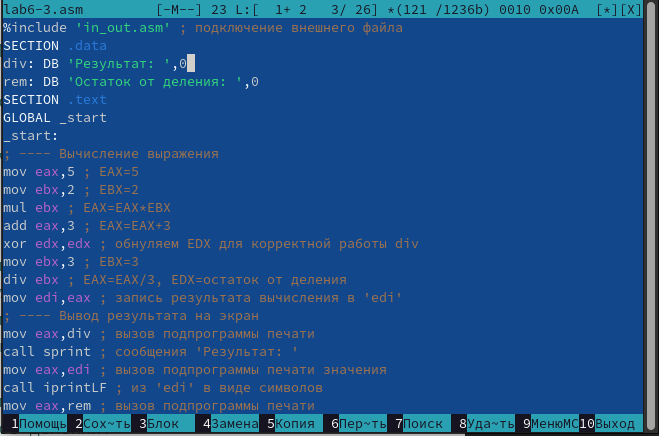 lab6-3.asm [-M--] 23 L:[ 1+ 2 3/ 26] *(121 /1236b) 0010 0x00A [*][X]
%include 'in_out.asm' ; подключение внешнего файла
SECTION .data
div: DB 'Результат: ',0
rem: DB 'Остаток от деления: ',0
SECTION .text
GLOBAL _start
_start:
; ---- Вычисление выражения
mov eax,5 ; EAX=5
mov ebx,2 ; EBX=2
mul ebx ; EAX=EAX*EBX
add eax,3 ; EAX=EAX+3
xor edx,edx ; обнуляем EDX для корректной работы div
mov ebx,3 ; EBX=3
div ebx ; EAX=EAX/3, EDX=остаток от деления
mov edi,eax ; запись результата вычисления в 'edi'
; ---- Вывод результата на экран
mov eax,div ; вызов подпрограммы печати
call sprint ; сообщения 'Результат: '
mov eax,edi ; вызов подпрограммы печати значения
call iprintLF ; из 'edi' в виде символов
mov eax,rem ; вызов подпрограммы печати
1Помощь 2Сох~ть 3Блок 4Замена 5Копия 6Пер~ть 7Поиск 8Уда~ть 9МенюMC 10Выход